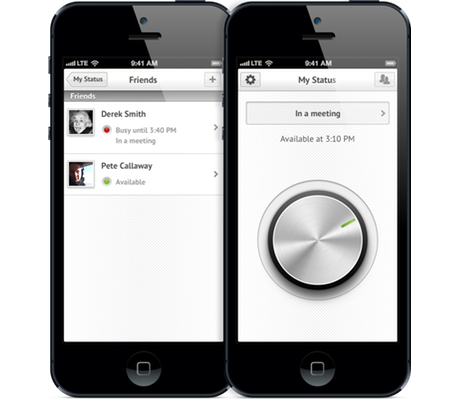 LTE 9:41 AM
My Status Friends +
Friends
Derek Smith
Busy until 3:40 PM
In a meeting
Pete Callaway
Available
LTE 9:41 AM
My Status
In a meeting
Available at 3:10 PM